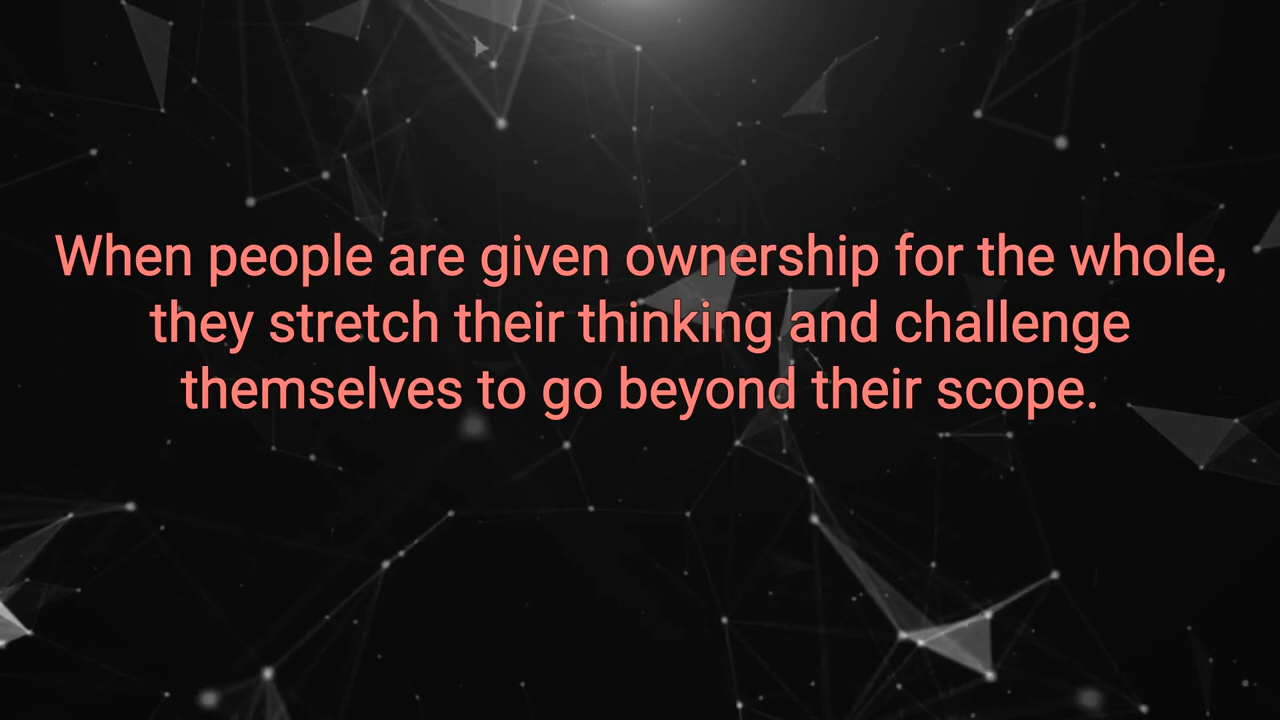 When people are given ownership for the whole,
they stretch their thinking and challenge
themselves to go beyond their scope.